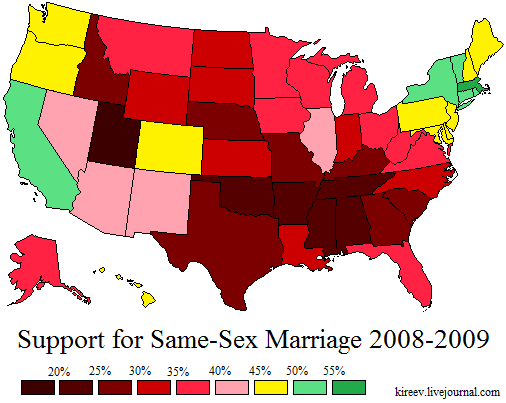 Support for Same-Sex Marriage 2008-2009
20% 25% 30% 35% 40% 45% 50% 55%
kireev.livejournal.com